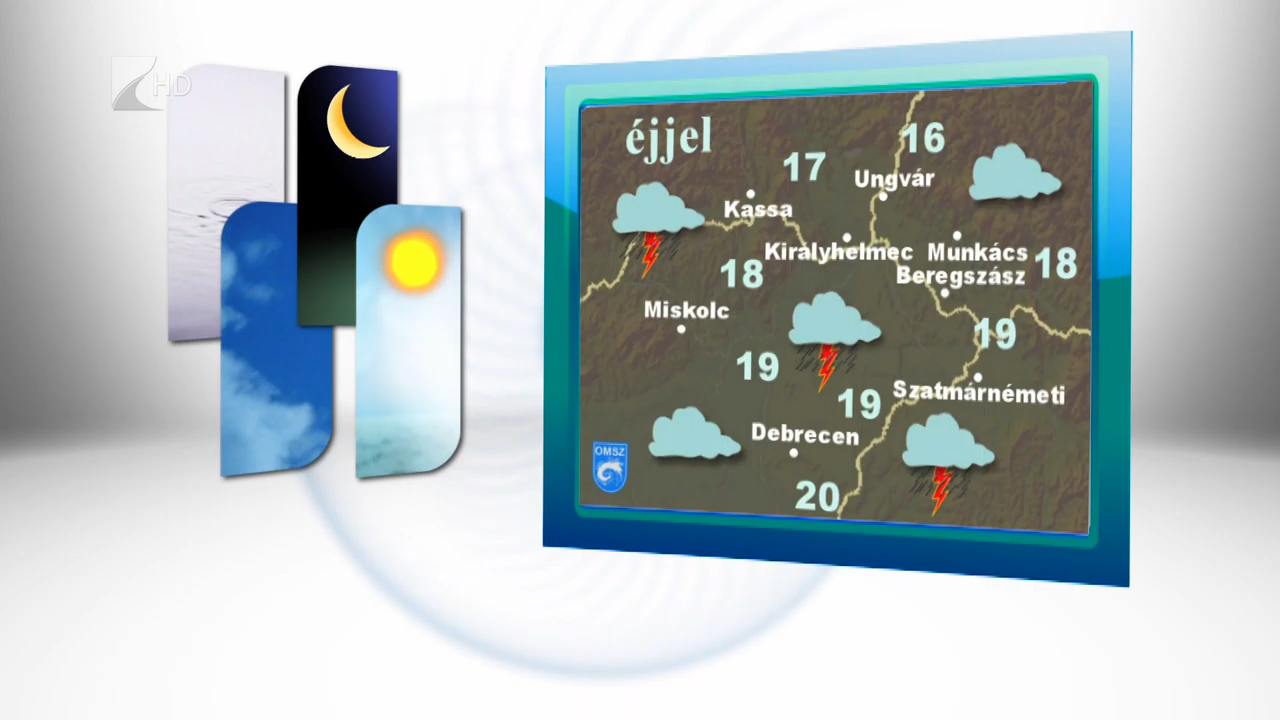 HD
éjjel
16
17
Ungvár
Kassa
Királyhelmec
Munkács
18
Beregszász
18
Miskolc
19
19
19
Szatmárnémeti
Debrecen
OMSZ
20